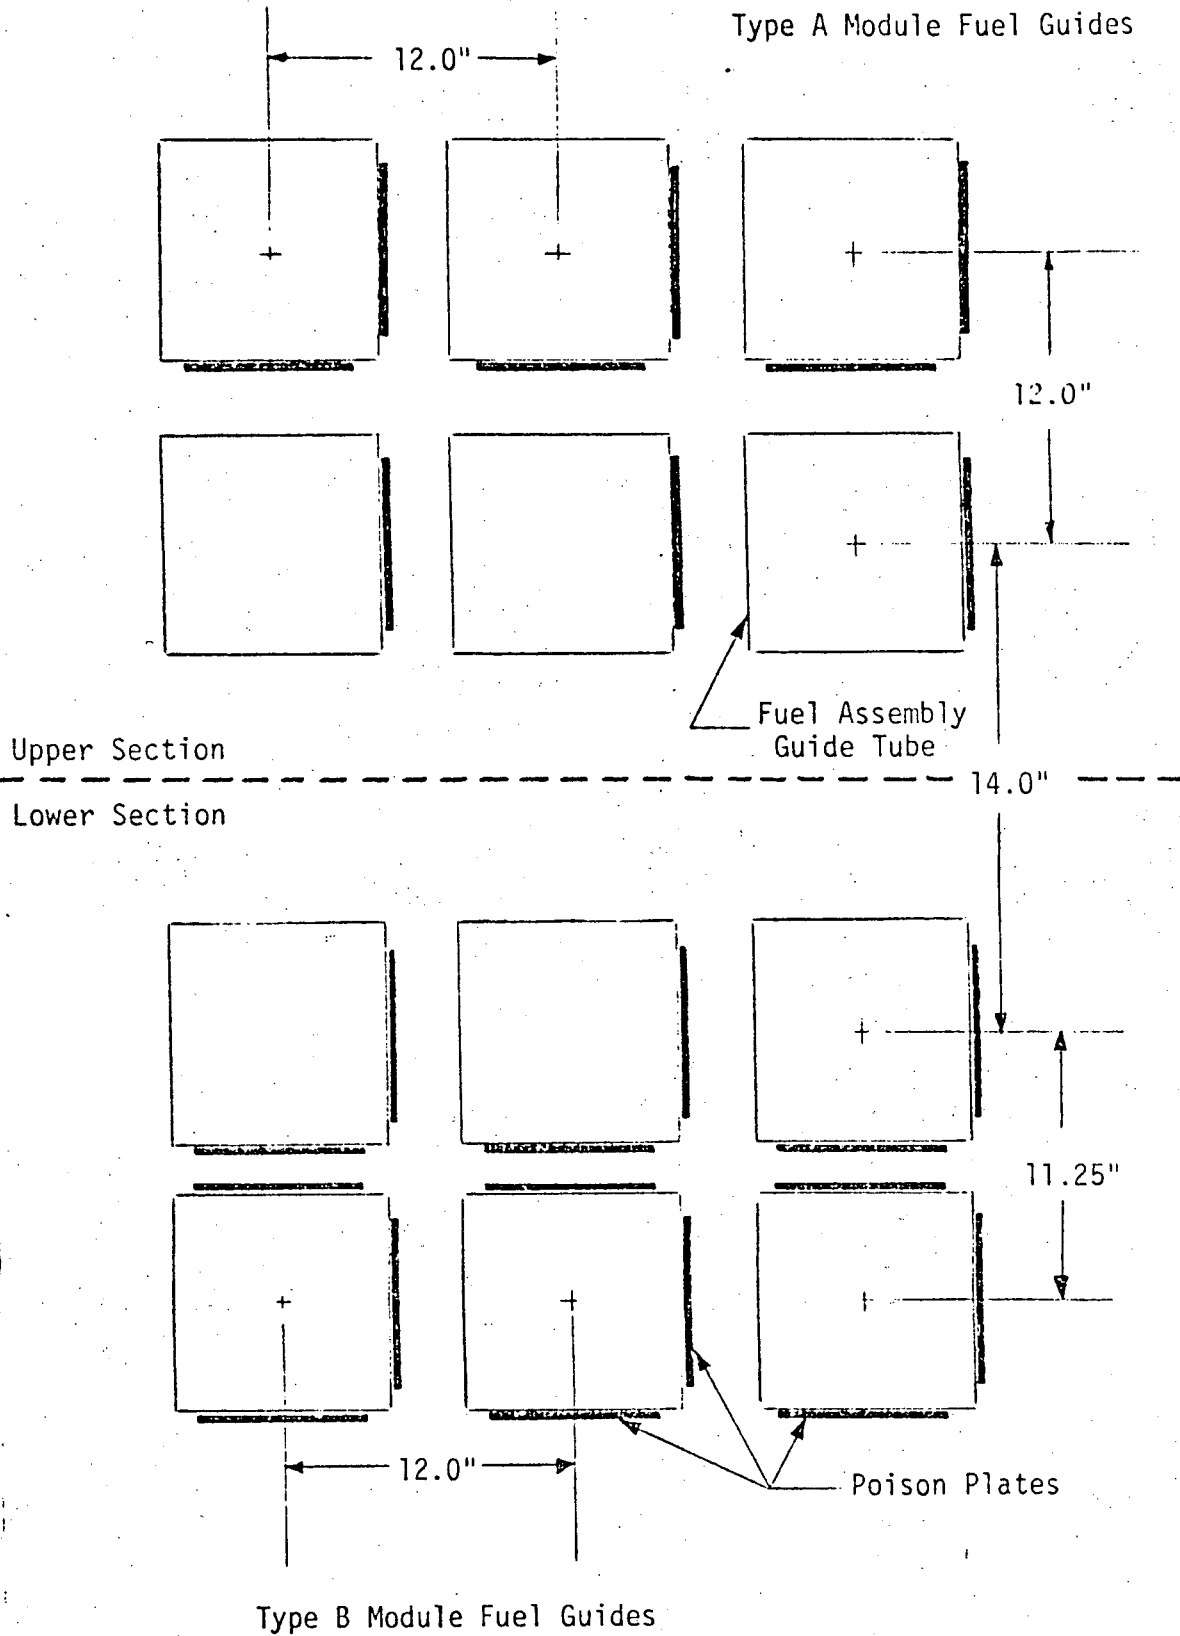 Type A Module Fuel Guides
12.0"
12.0"
Fuel Assembly
Guide Tube
Upper Section
14.0"
Lower Section
11.25"
12.0"
Poison Plates
Type B Module Fuel Guides